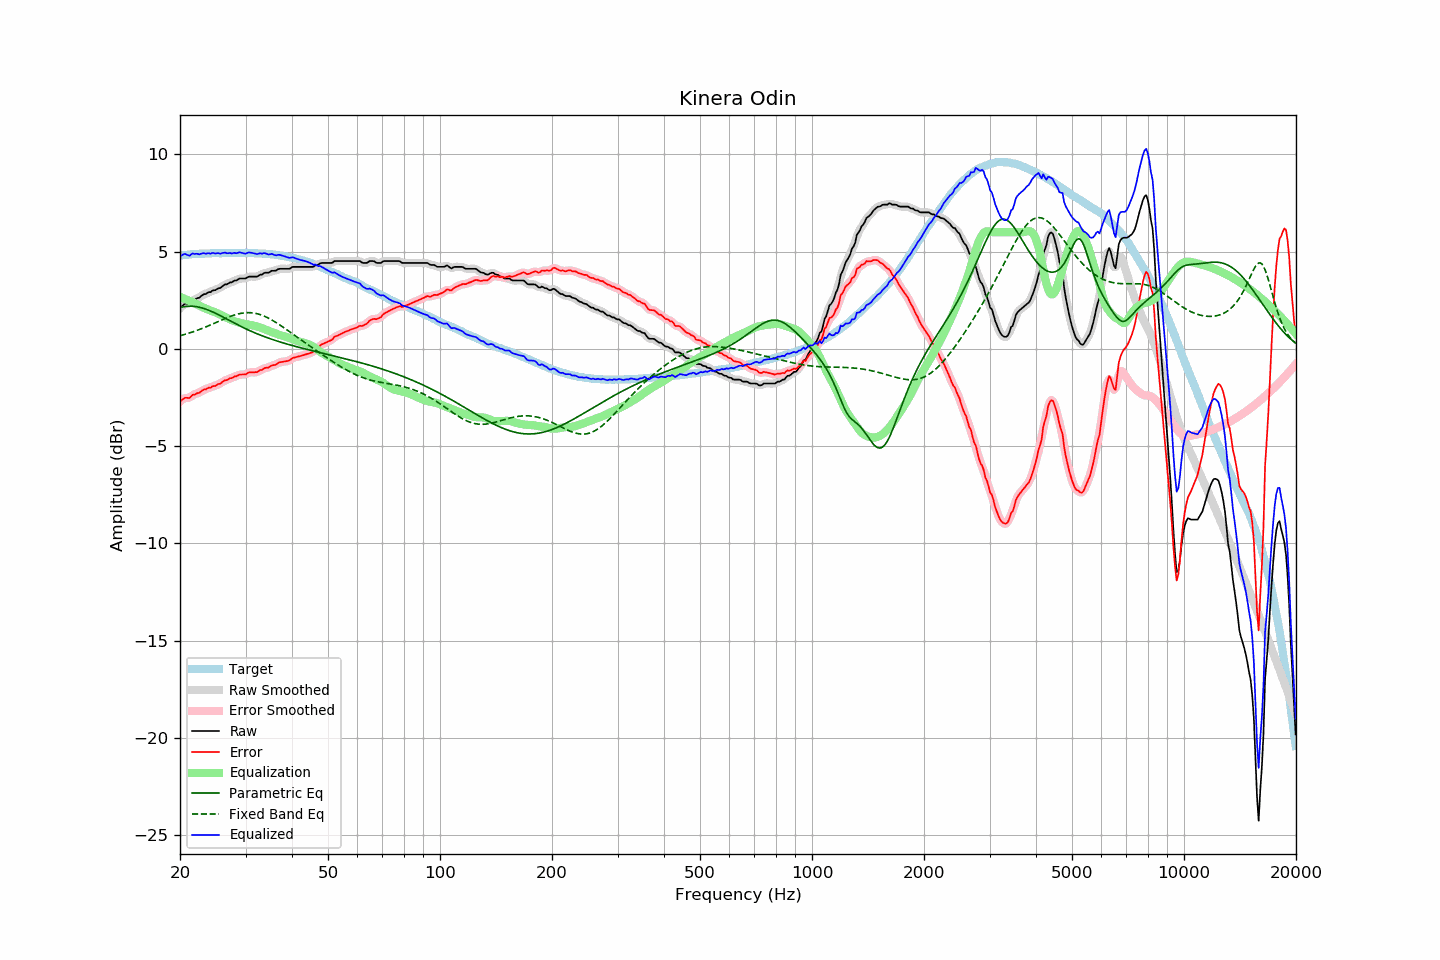 Kinera Odin
10
5
0
−5
−10
−15
−20
−25
Amplitude (dBr)
Target
Raw Smoothed
Error Smoothed
Raw
Error
Equalization
Parametric Eq
Fixed Band Eq
Equalized
20 50 100 200 500 1000 2000 5000 10000 20000
Frequency (Hz)